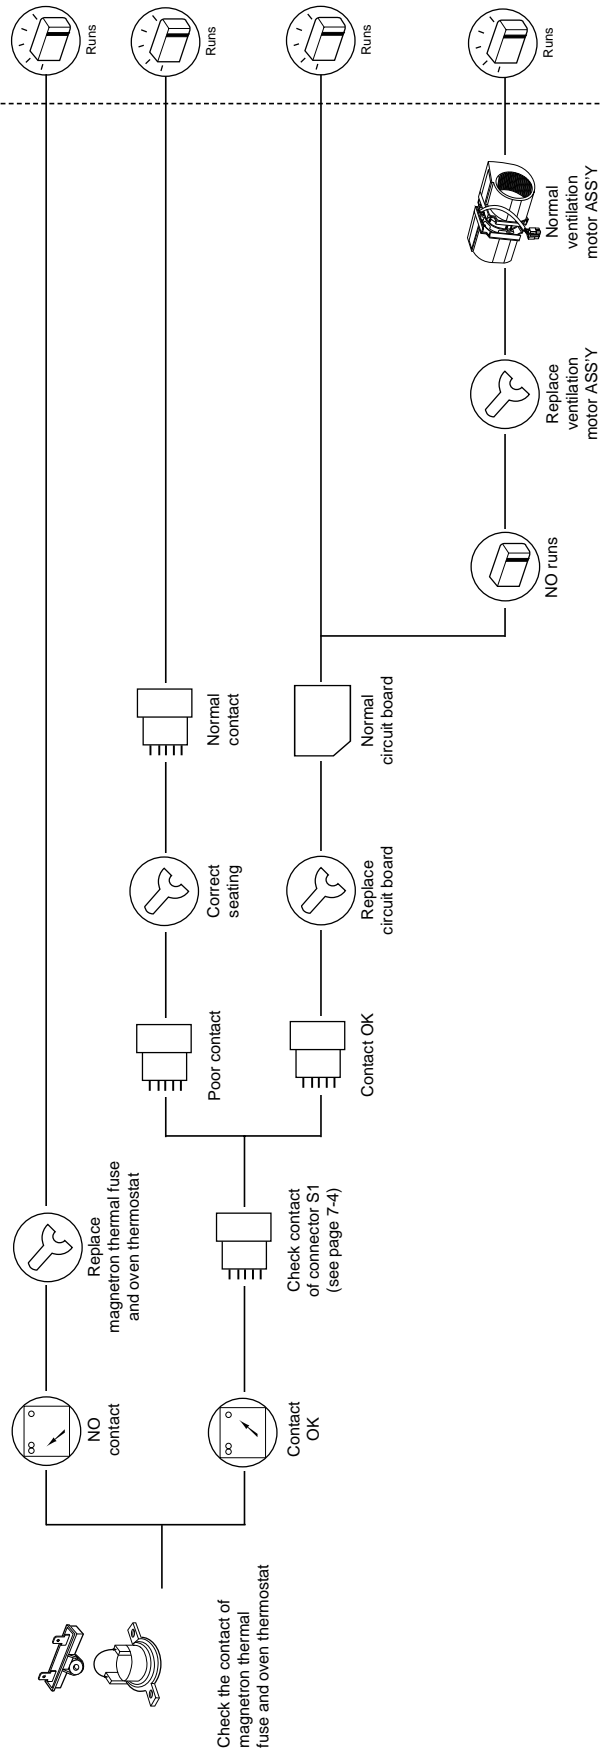 Check the contact of
magnetron thermal
fuse and oven thermostat
NO
contact
Replace
magnetron thermal fuse
and oven thermostat
Runs
Contact
OK
Check contact
of connector S1
(see page 7-4)
Poor contact
Correct
seating
Normal
contact
Runs
Contact OK
Replace
circuit board
Normal
circuit board
Runs
NO runs
Replace
ventilation
motor ASS'Y
Normal
ventilation
motor ASS'Y
Runs